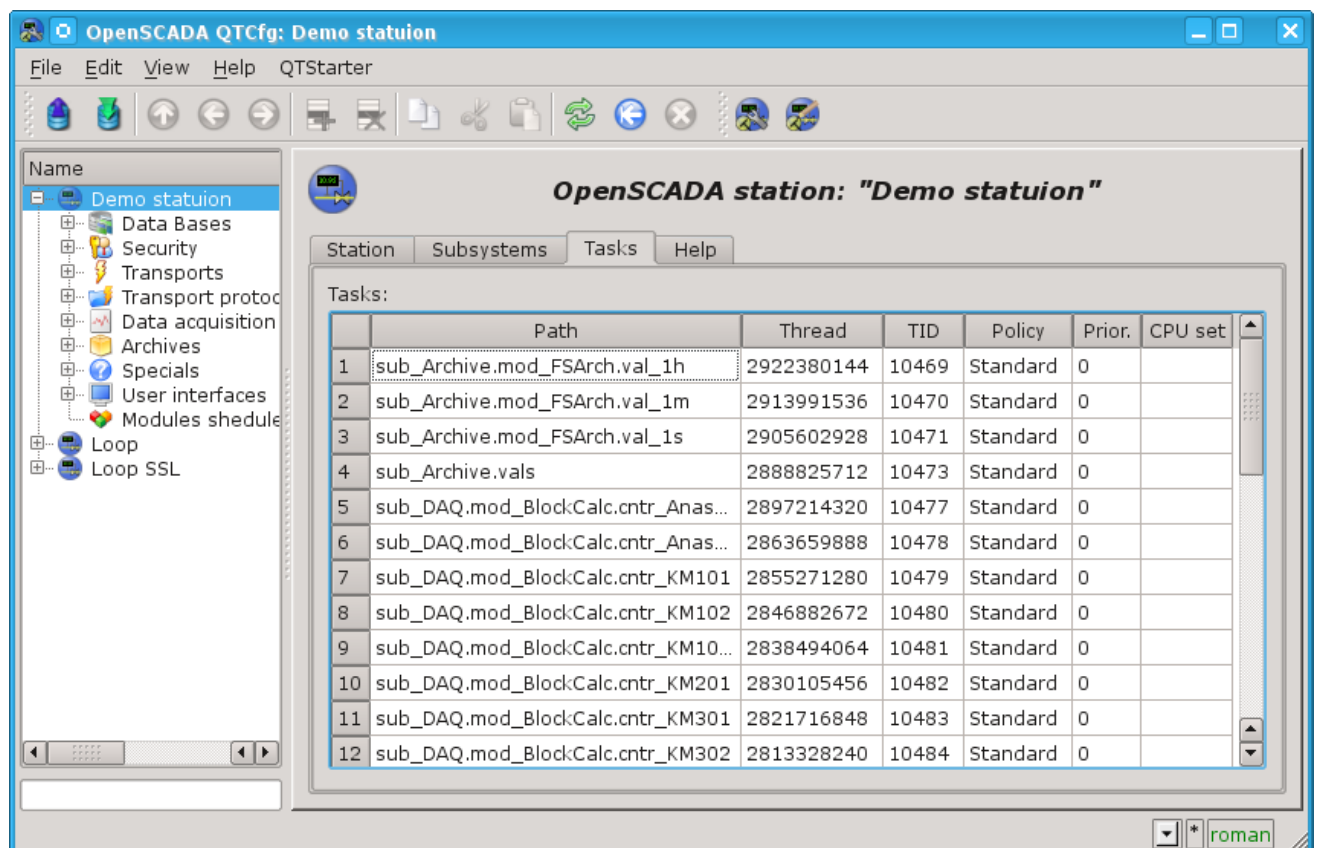 OpenSCADA QTCfg: Demo statuion
File Edit View Help QTStarter
Name
Demo statuion
Data Bases
Security
Transports
Transport protoc
Data acquisition
Archives
Specials
User interfaces
Modules shedule
Loop
Loop SSL
OpenSCADA station: "Demo statuion"
Station Subsystems Tasks Help
Tasks:
Path Thread TID Policy Prior. CPU set
1 sub_Archive.mod_FSArch.val_1h 2922380144 10469 Standard 0
2 sub_Archive.mod_FSArch.val_1m 2913991536 10470 Standard 0
3 sub_Archive.mod_FSArch.val_1s 2905602928 10471 Standard 0
4 sub_Archive.vals 2888825712 10473 Standard 0
5 sub_DAQ.mod_BlockCalc.cntr_Anas... 2897214320 10477 Standard 0
6 sub_DAQ.mod_BlockCalc.cntr_Anas... 2863659888 10478 Standard 0
7 sub_DAQ.mod_BlockCalc.cntr_KM101 2855271280 10479 Standard 0
8 sub_DAQ.mod_BlockCalc.cntr_KM102 2846882672 10480 Standard 0
9 sub_DAQ.mod_BlockCalc.cntr_KM10... 2838494064 10481 Standard 0
10 sub_DAQ.mod_BlockCalc.cntr_KM201 2830105456 10482 Standard 0
11 sub_DAQ.mod_BlockCalc.cntr_KM301 2821716848 10483 Standard 0
12 sub_DAQ.mod_BlockCalc.cntr_KM302 2813328240 10484 Standard 0
* roman